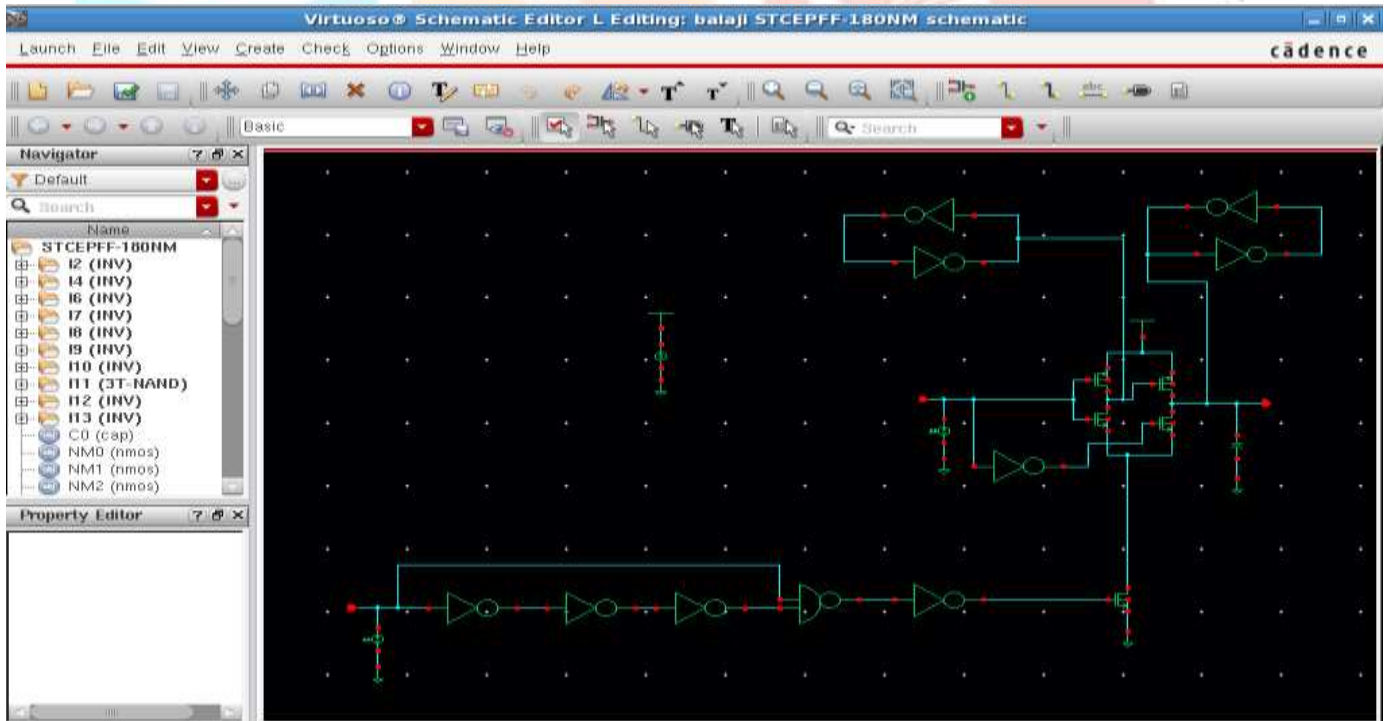 Virtuoso® Schematic Editor L Editing: balaji STCEPFF-180NM schematic
Launch File Edit View Create Check Options Window Help
cādence
Basic
Search
Navigator
Default
Search
Name
STCEPFF-180NM
I2 (INV)
I4 (INV)
I6 (INV)
I7 (INV)
I8 (INV)
I9 (INV)
I10 (INV)
I11 (3T-NAND)
I12 (INV)
I13 (INV)
C0 (cap)
NM0 (nmos)
NM1 (nmos)
NM2 (nmos)
Property Editor